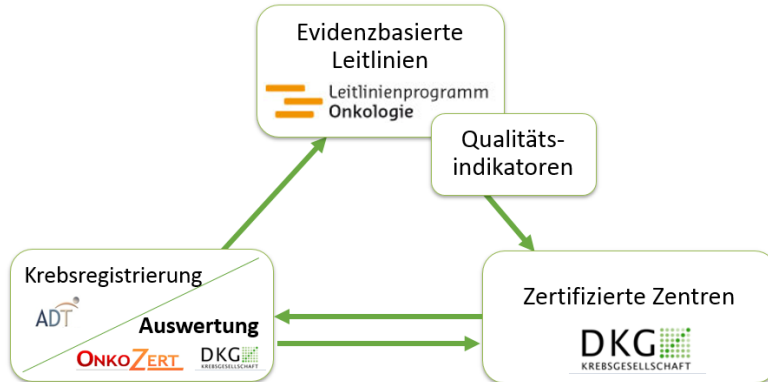 Evidenzbasierte
Leitlinien
Leitlinienprogramm
Onkologie
Qualitäts-
indikatoren
Krebsregistrierung
ADT
Auswertung
ONKOZERT
DKG
KREBSGESELLSCHAFT
Zertifizierte Zentren
DKG
KREBSGESELLSCHAFT